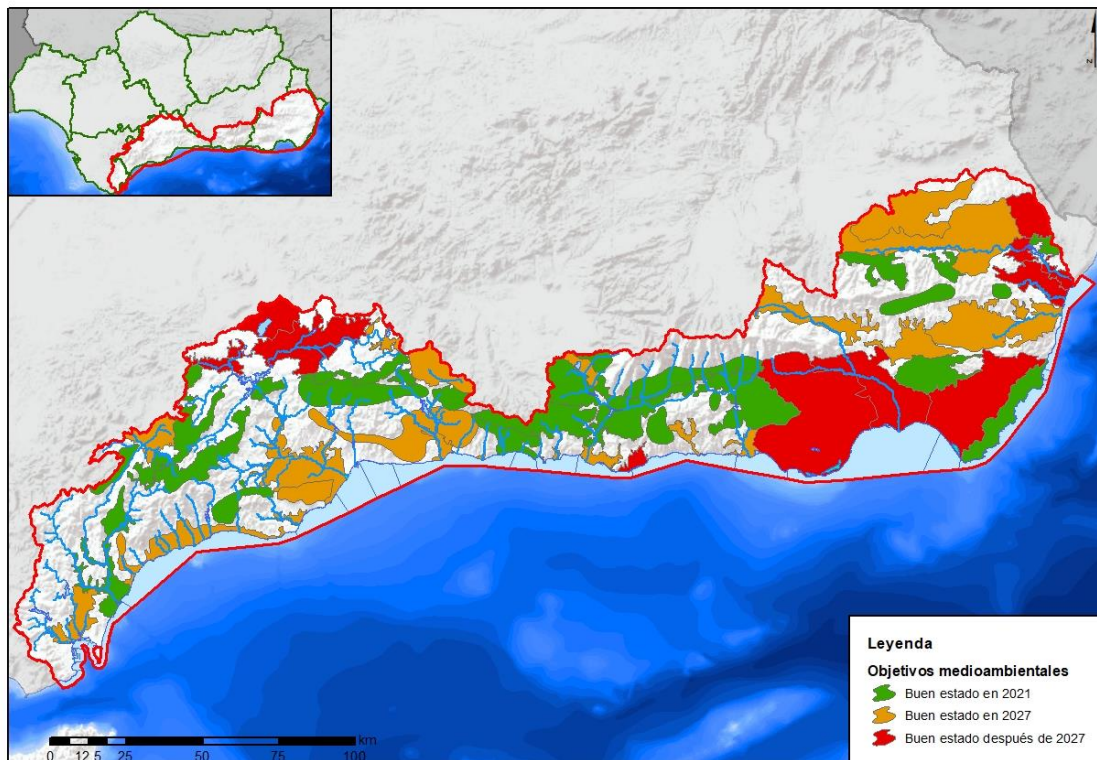 N
Leyenda
Objetivos medioambientales
Buen estado en 2021
Buen estado en 2027
Buen estado después de 2027
km
0 12.5 25 50 75 100